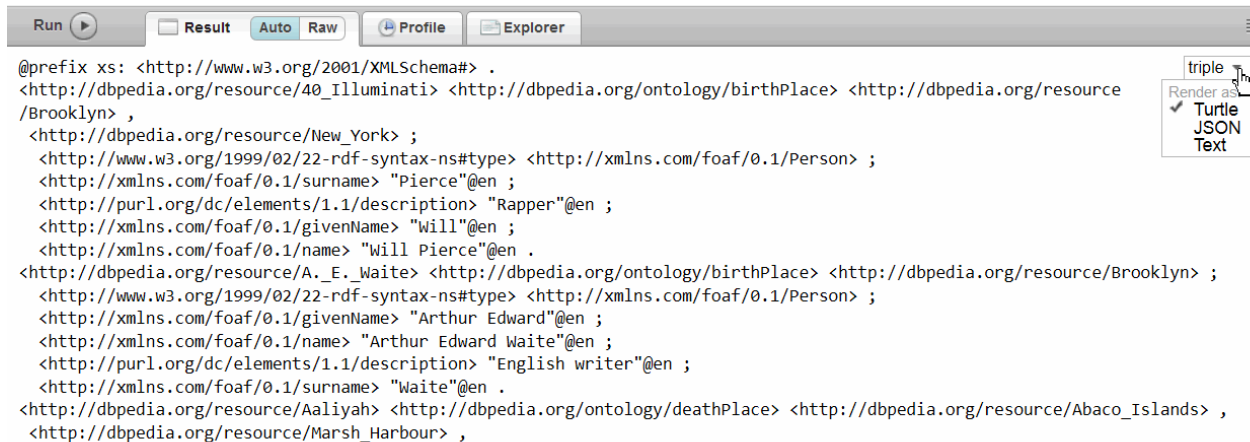 Run Result Auto Raw Profile Explorer
@prefix xs: <http://www.w3.org/2001/XMLSchema#> .
triple
<http://dbpedia.org/resource/40_Illuminati> <http://dbpedia.org/ontology/birthPlace> <http://dbpedia.org/resource
Render as
/Brooklyn> ,
Turtle
<http://dbpedia.org/resource/New_York> ;
JSON
<http://www.w3.org/1999/02/22-rdf-syntax-ns#type> <http://xmlns.com/foaf/0.1/Person> ;
Text
<http://xmlns.com/foaf/0.1/surname> "Pierce"@en ;
<http://purl.org/dc/elements/1.1/description> "Rapper"@en ;
<http://xmlns.com/foaf/0.1/givenName> "Will"@en ;
<http://xmlns.com/foaf/0.1/name> "Will Pierce"@en .
<http://dbpedia.org/resource/A._E._Waite> <http://dbpedia.org/ontology/birthPlace> <http://dbpedia.org/resource/Brooklyn> ;
<http://www.w3.org/1999/02/22-rdf-syntax-ns#type> <http://xmlns.com/foaf/0.1/Person> ;
<http://xmlns.com/foaf/0.1/givenName> "Arthur Edward"@en ;
<http://xmlns.com/foaf/0.1/name> "Arthur Edward Waite"@en ;
<http://purl.org/dc/elements/1.1/description> "English writer"@en ;
<http://xmlns.com/foaf/0.1/surname> "Waite"@en .
<http://dbpedia.org/resource/Aaliyah> <http://dbpedia.org/ontology/deathPlace> <http://dbpedia.org/resource/Abaco_Islands> ,
<http://dbpedia.org/resource/Marsh_Harbour> ,